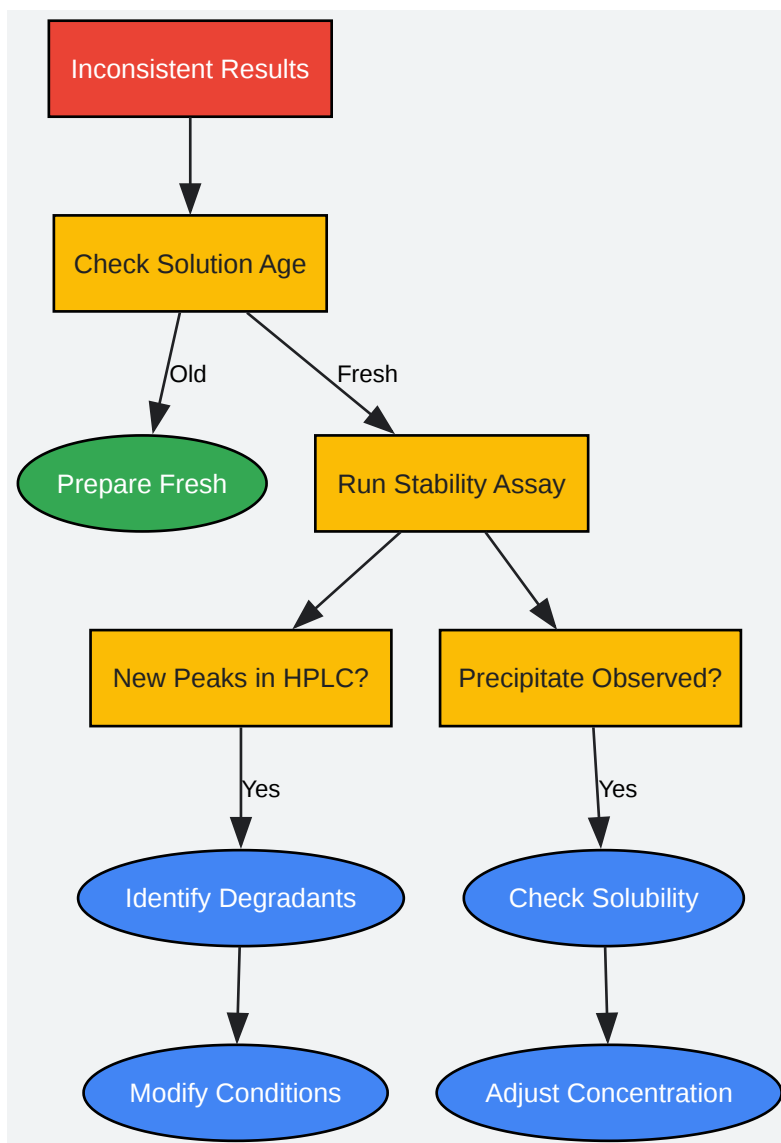 Inconsistent Results
Check Solution Age
Old
Fresh
Prepare Fresh
Run Stability Assay
New Peaks in HPLC?
Precipitate Observed?
Yes
Yes
Identify Degradants
Check Solubility
Modify Conditions
Adjust Concentration